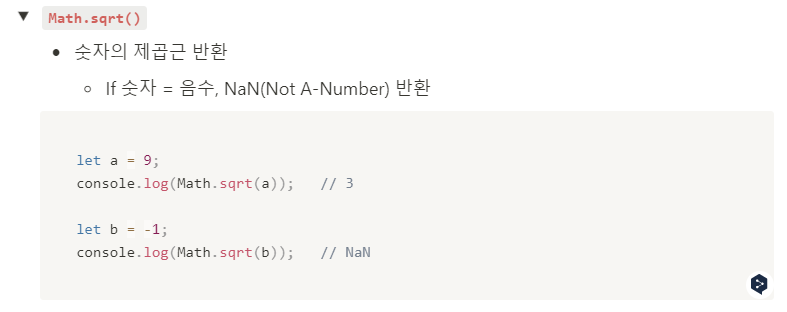 Math.sqrt()
숫자의 제곱근 반환
If 숫자 = 음수, NaN(Not A-Number) 반환
let a = 9;
console.log(Math.sqrt(a));   // 3
let b = -1;
console.log(Math.sqrt(b));   // NaN